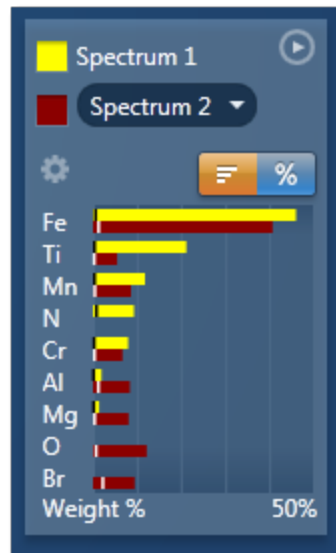 Spectrum 1
Spectrum 2
%
Fe
Ti
Mn
N
Cr
Al
Mg
O
Br
Weight % 50%